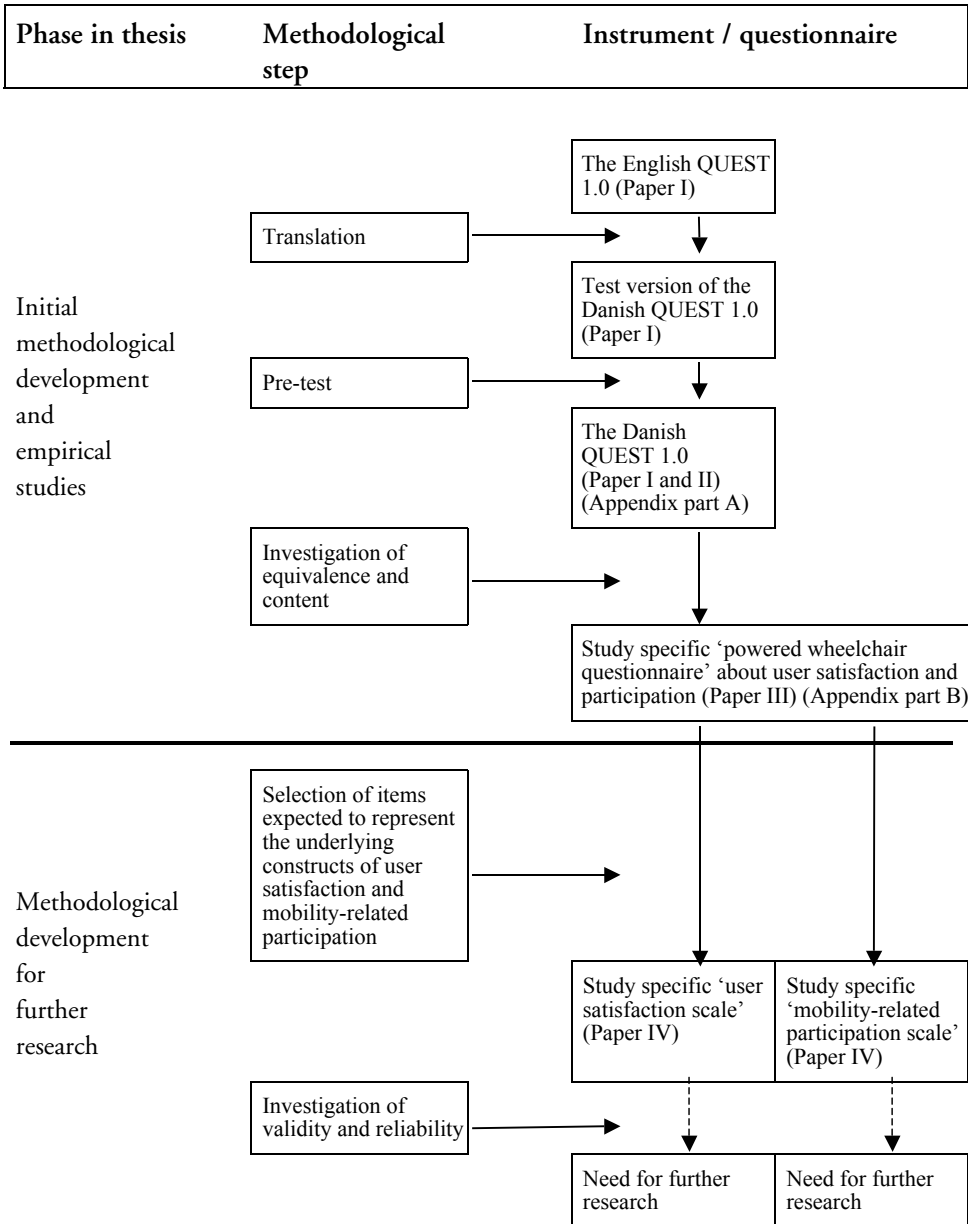 Phase in thesis
Methodological
step
Instrument / questionnaire
The English QUEST
1.0 (Paper I)
Translation
Test version of the
Danish QUEST 1.0
(Paper I)
Initial
methodological
development
and
empirical
studies
Pre-test
The Danish
QUEST 1.0
(Paper I and II)
(Appendix part A)
Investigation of
equivalence and
content
Study specific ‘powered wheelchair
questionnaire’ about user satisfaction and
participation (Paper III) (Appendix part B)
Selection of items
expected to represent
the underlying
constructs of user
satisfaction and
mobility-related
participation
Methodological
development
for
further
research
Study specific ‘user
satisfaction scale’
(Paper IV)
Study specific
‘mobility-related
participation scale’
(Paper IV)
Investigation of
validity and reliability
Need for further
research
Need for further
research